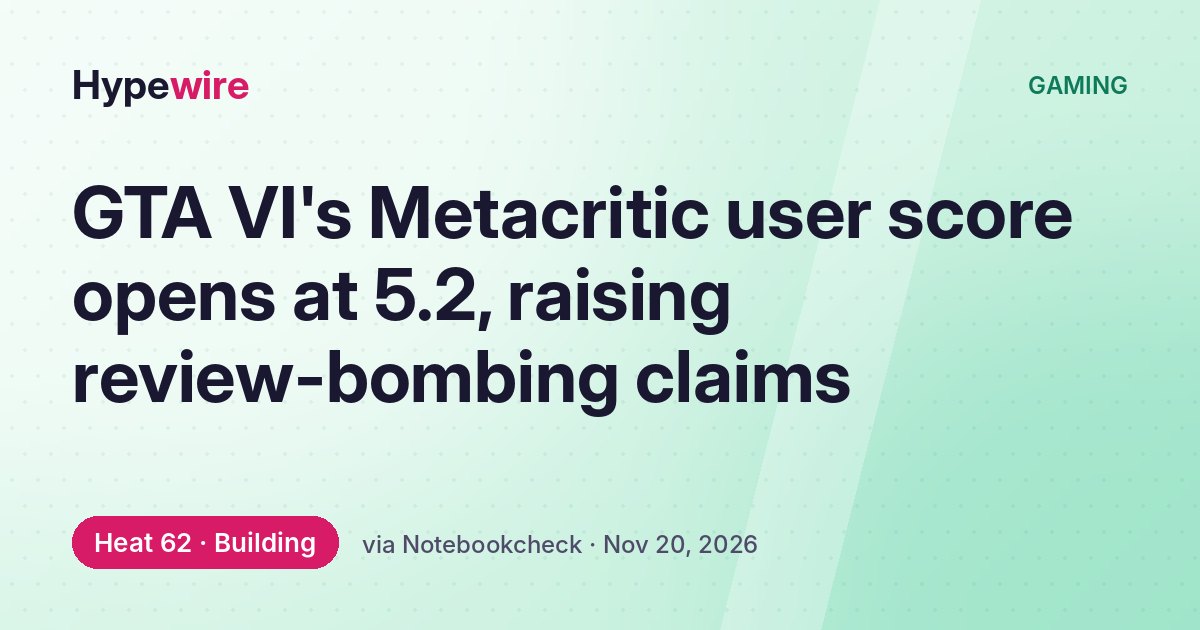 Hypewire
GAMING
GTA VI's Metacritic user score
opens at 5.2, raising
review-bombing claims
Heat 62 · Building
via Notebookcheck · Nov 20, 2026